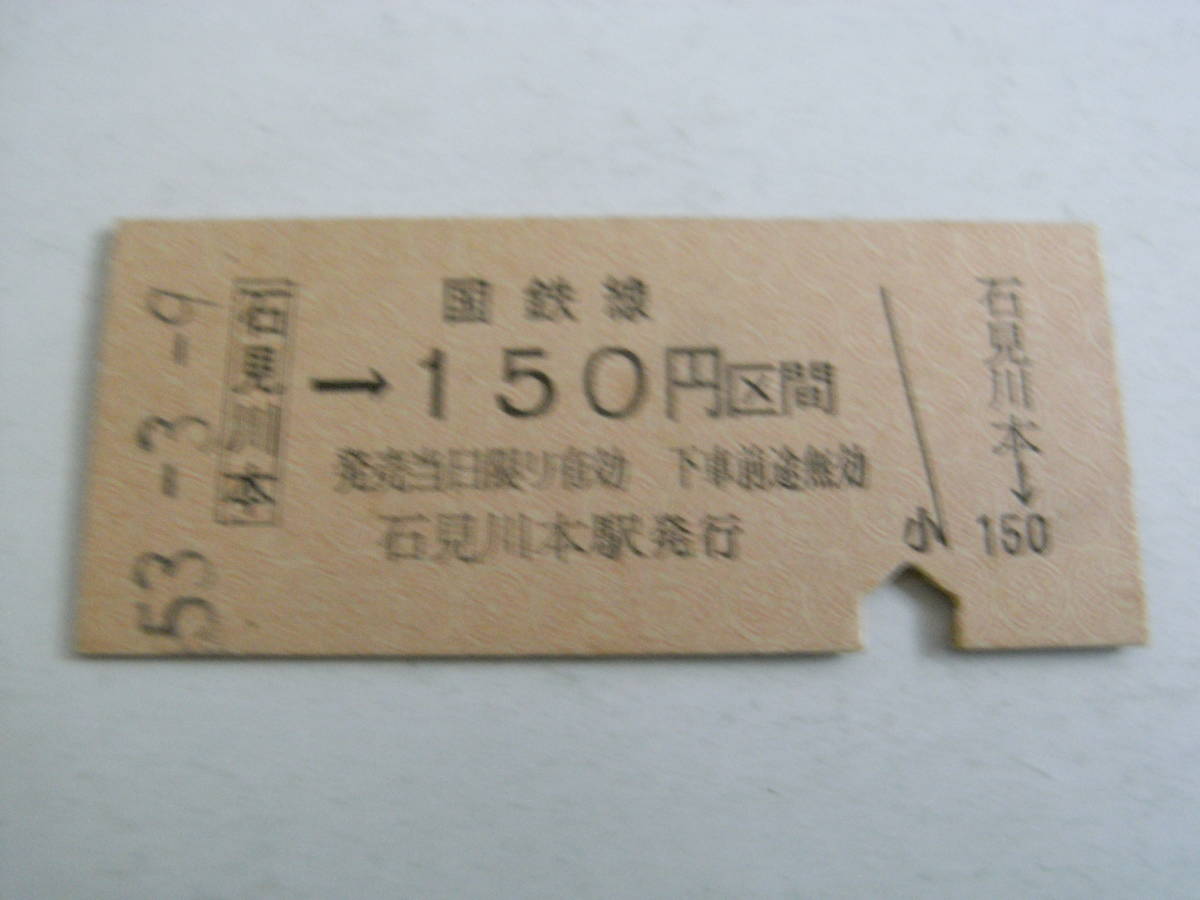 53-3-9
石見川本
国鉄線
→150円区間
発売当日限り有効 下車前途無効
石見川本駅発行
小
石見川本→150